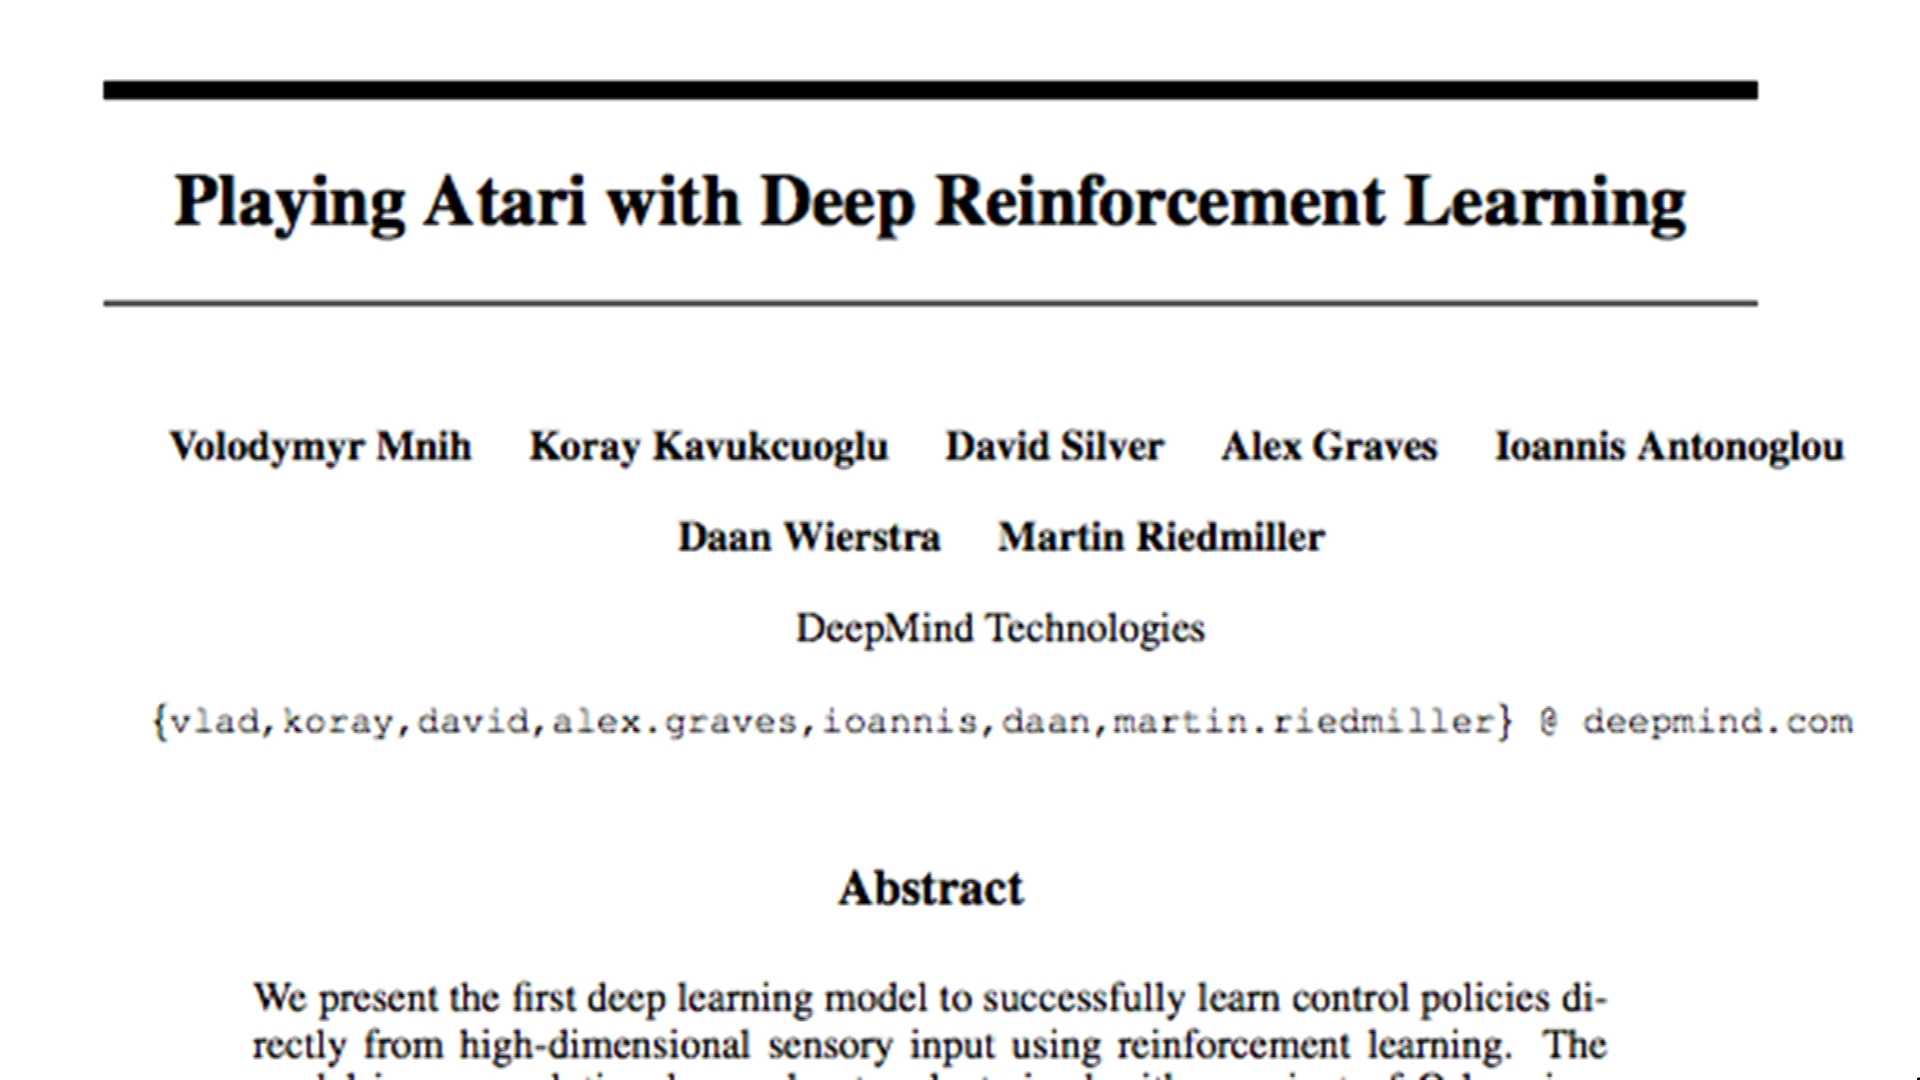 Playing Atari with Deep Reinforcement Learning
Volodymyr Mnih Koray Kavukcuoglu David Silver Alex Graves Ioannis Antonoglou
Daan Wierstra Martin Riedmiller
DeepMind Technologies
{vlad,koray,david,alex.graves,ioannis,daan,martin.riedmiller} @ deepmind.com
Abstract
We present the first deep learning model to successfully learn control policies di-
rectly from high-dimensional sensory input using reinforcement learning. The